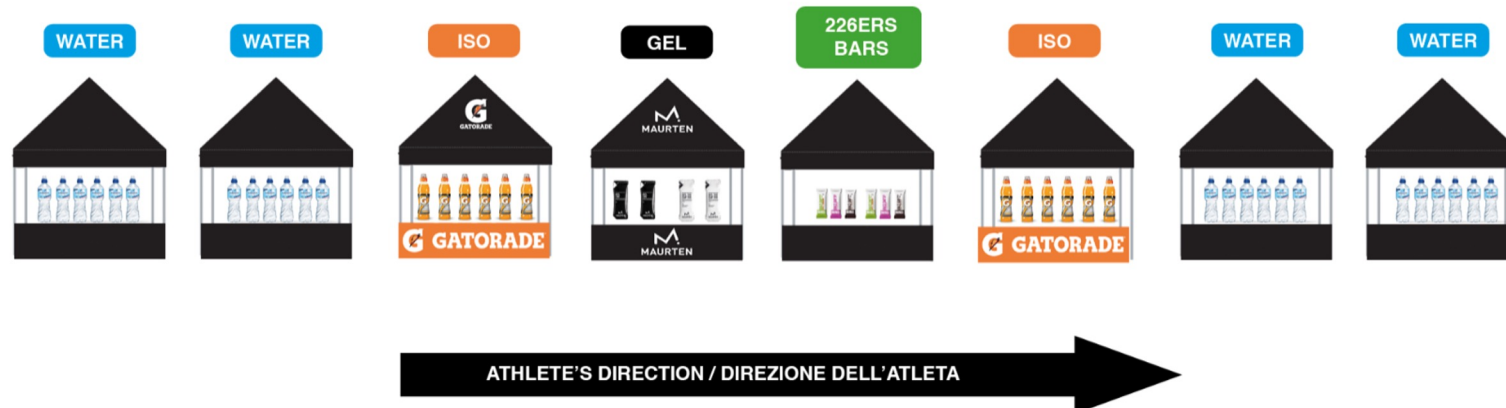 WATER
WATER
ISO
GEL
226ERS
BARS
ISO
WATER
WATER
G
GATORADE
MAURTEN
G GATORADE
MAURTEN
G GATORADE
ATHLETE'S DIRECTION / DIREZIONE DELL'ATLETA